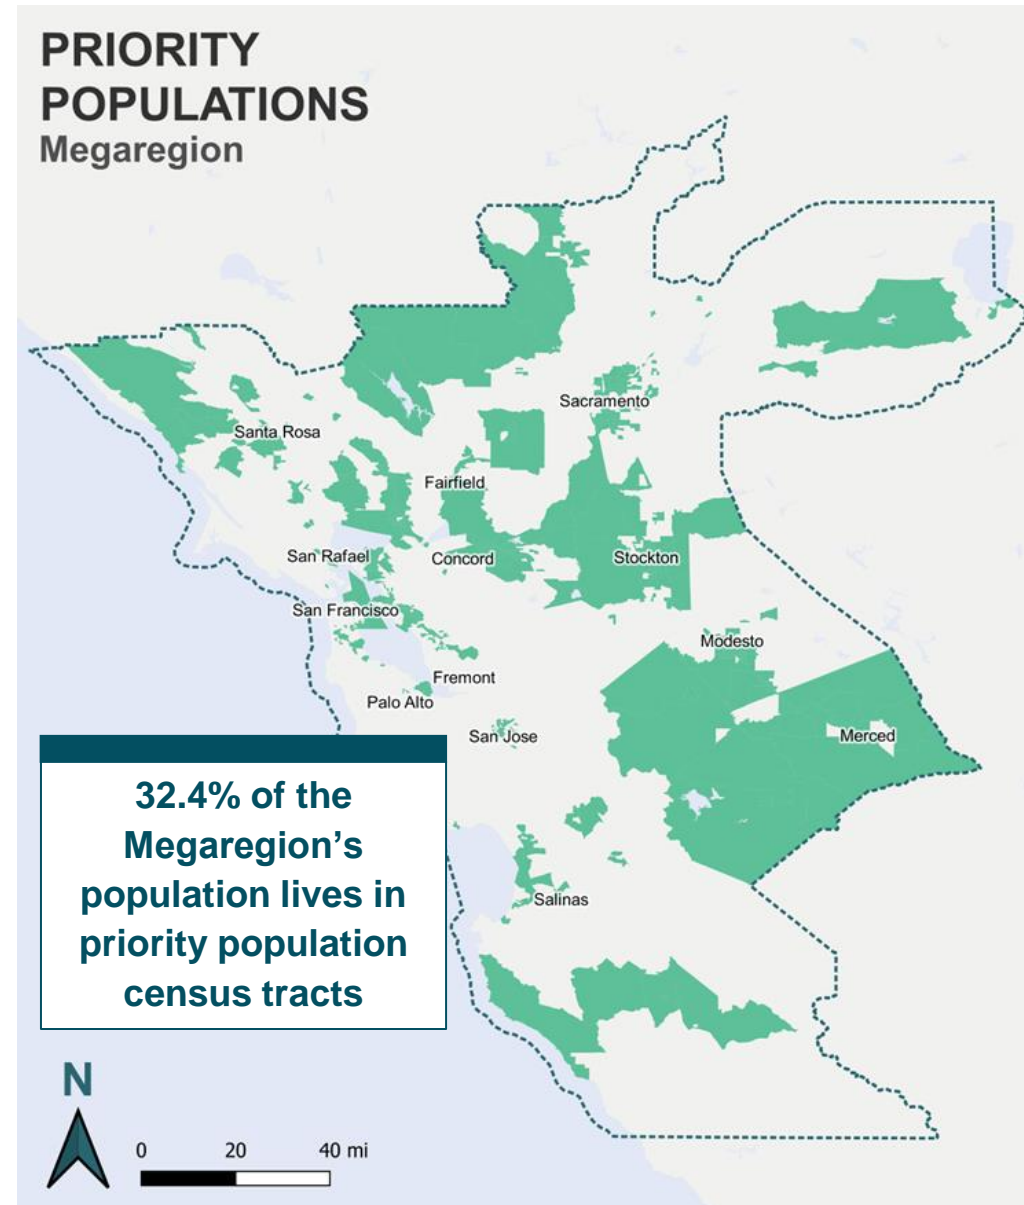 PRIORITY
POPULATIONS
Megaregion
Sacramento
Santa Rosa
Fairfield
San Rafael
Concord
Stockton
San Francisco
Modesto
Fremont
Palo Alto
San Jose
Merced
32.4% of the
Megaregion’s
population lives in
priority population
census tracts
Salinas
N
0 20 40 mi